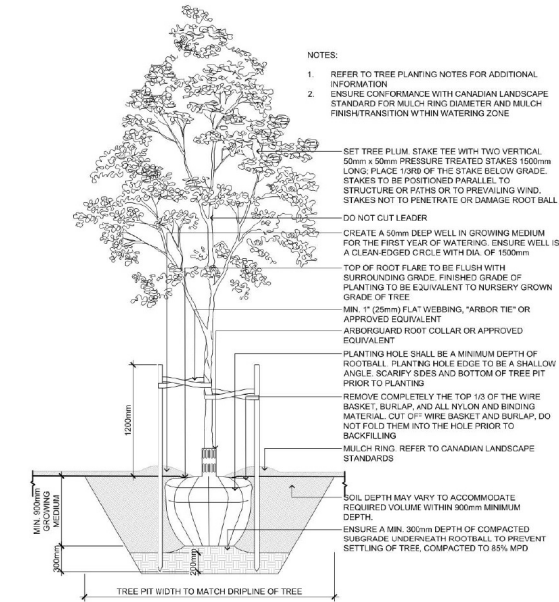 NOTES:
1. REFER TO TREE PLANTING NOTES FOR ADDITIONAL
INFORMATION
2. ENSURE CONFORMANCE WITH CANADIAN LANDSCAPE
STANDARD FOR MULCH RING DIAMETER AND MULCH
FINISH/TRANSITION WTHIN WATERING ZONE
SET TREE PLUM. STAKE TEE WITH TWO VERTICAL
50mm x 50mm PRESSURE TREATED STAKES 1500mm
LONG; PLACE 1/3RD OF THE STAKE BELOW GRADE.
STAKES TO BE POSITIONED PARALLEL TO
STRUCTURE OR PATHS OR TO PREVAILING WIND.
STAKES NOT TO PENETRATE OR DAMAGE ROOT BALL
DO NOT CUT LEADER
CREATE A 50mm DEEP WELL IN GROWING MEDIUM
FOR THE FIRST YEAR OF WATERING. ENSURE WELL IS
A CLEAN-EDGED CIRCLE WITH DIA. OF 1500mm
TOP OF ROOT FLARE TO BE FLUSH WITH
SURROUNDING GRADE. FINISHED GRADE OF
PLANTING TO BE EQUIVALENT TO NURSERY GROWN
GRADE OF TREE
MIN. 1" (25mm) FLAT WEBBING, "ARBOR TIE" OR
APPROVED EQUIVALENT
ARBORGUARD ROOT COLLAR OR APPROVED
EQUIVALENT
PLANTING HOLE SHALL BE A MINIMUM DEPTH OF
ROOTBALL. PLANTING HOLE EDGE TO BE A SHALLOW
ANGLE. SCARIFY SIDES AND BOTTOM OF TREE PIT
PRIOR TO PLANTING
REMOVE COMPLETELY THE TOP 1/3 OF THE WIRE
BASKET, BURLAP, AND ALL NYLON AND BINDING
MATERIAL. CUT OFF WIRE BASKET AND BURLAP, DO
NOT FOLD THEM INTO THE HOLE PRIOR TO
BACKFILLING
MULCH RING. REFER TO CANADIAN LANDSCAPE
STANDARDS
SOIL DEPTH MAY VARY TO ACCOMMODATE
REQUIRED VOLUME WITHIN 900mm MINIMUM
DEPTH.
ENSURE A MIN. 300mm DEPTH OF COMPACTED
SUBGRADE UNDERNEATH ROOTBALL TO PREVENT
SETTLING OF TREE, COMPACTED TO 85% MPD
1200mm
MIN. 900mm
GROWING
MEDIUM
300mm
200mm
TREE PIT WIDTH TO MATCH DRIPLINE OF TREE